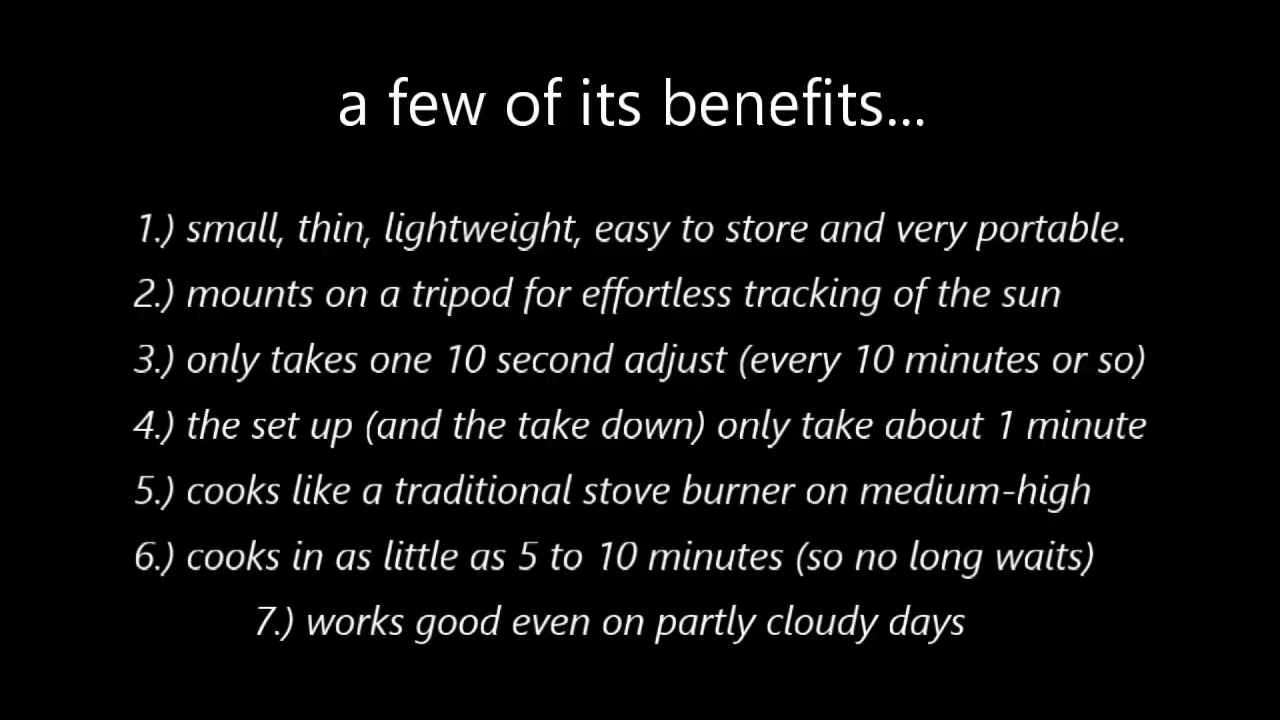 a few of its benefits...
1.) small, thin, lightweight, easy to store and very portable.
2.) mounts on a tripod for effortless tracking of the sun
3.) only takes one 10 second adjust (every 10 minutes or so)
4.) the set up (and the take down) only take about 1 minute
5.) cooks like a traditional stove burner on medium-high
6.) cooks in as little as 5 to 10 minutes (so no long waits)
7.) works good even on partly cloudy days